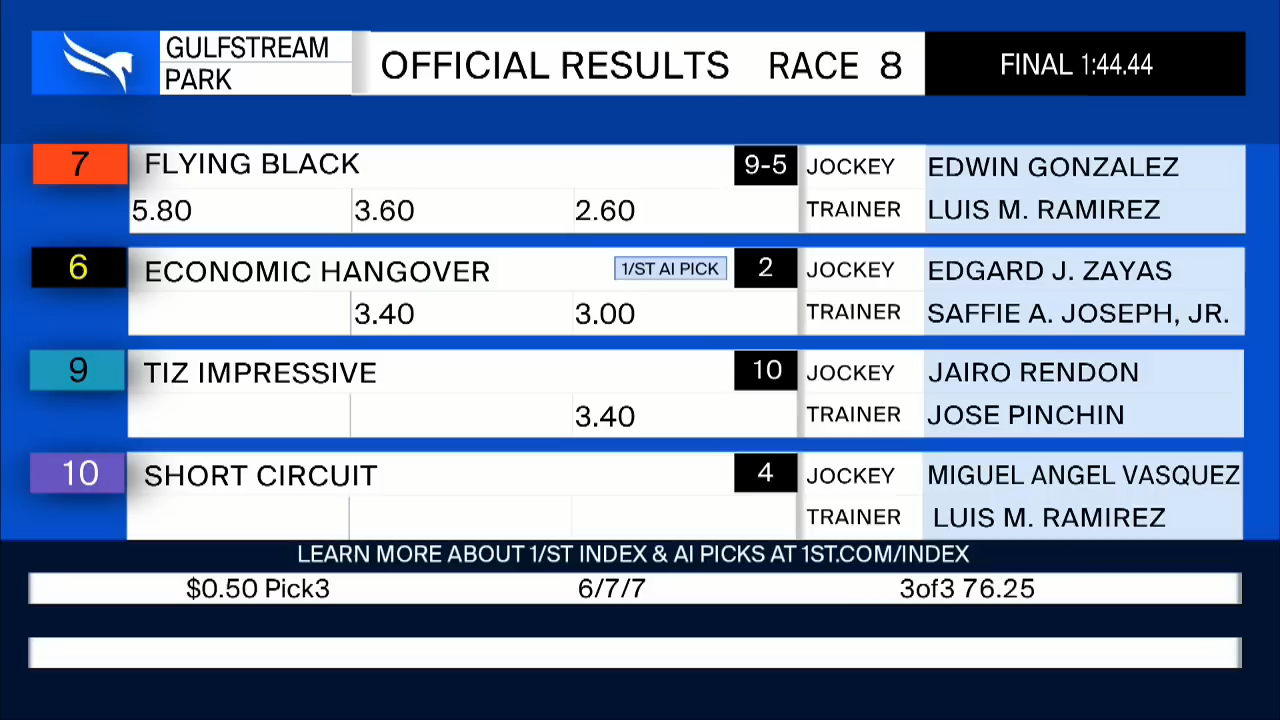 GULFSTREAM
PARK
OFFICIAL RESULTS RACE 8
FINAL 1:44.44
7 FLYING BLACK 9-5 JOCKEY EDWIN GONZALEZ
5.80 3.60 2.60 TRAINER LUIS M. RAMIREZ
6 ECONOMIC HANGOVER 1/ST AI PICK 2 JOCKEY EDGARD J. ZAYAS
3.40 3.00 TRAINER SAFFIE A. JOSEPH, JR.
9 TIZ IMPRESSIVE 10 JOCKEY JAIRO RENDON
3.40 TRAINER JOSE PINCHIN
10 SHORT CIRCUIT 4 JOCKEY MIGUEL ANGEL VASQUEZ
TRAINER LUIS M. RAMIREZ
LEARN MORE ABOUT 1/ST INDEX & AI PICKS AT 1ST.COM/INDEX
$0.50 Pick3 6/7/7 3of3 76.25